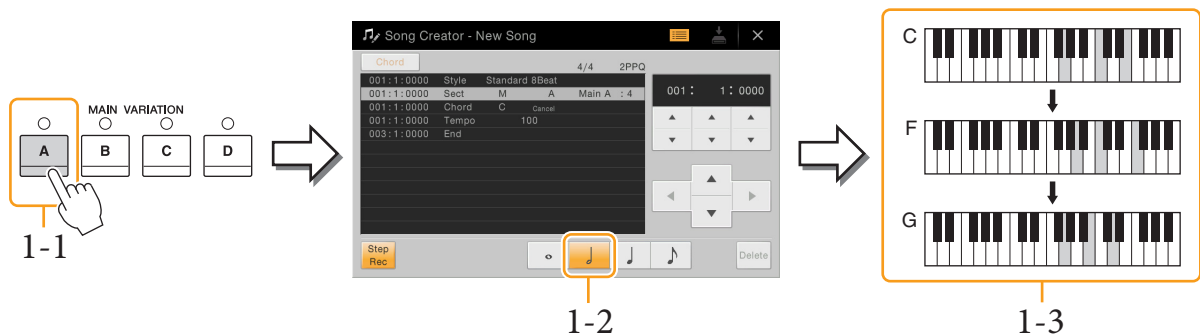 MAIN VARIATION
A B C D
1-1
Song Creator - New Song
Chord
4/4 2PPQ
001:1:0000 Style Standard 8Beat
001:1:0000 Sect M A Main A : 4
001:1:0000 Chord C Cancel
001:1:0000 Tempo 100
003:1:0000 End
001: 1: 0000
Step
Rec
Delete
1-2
C
F
G
1-3